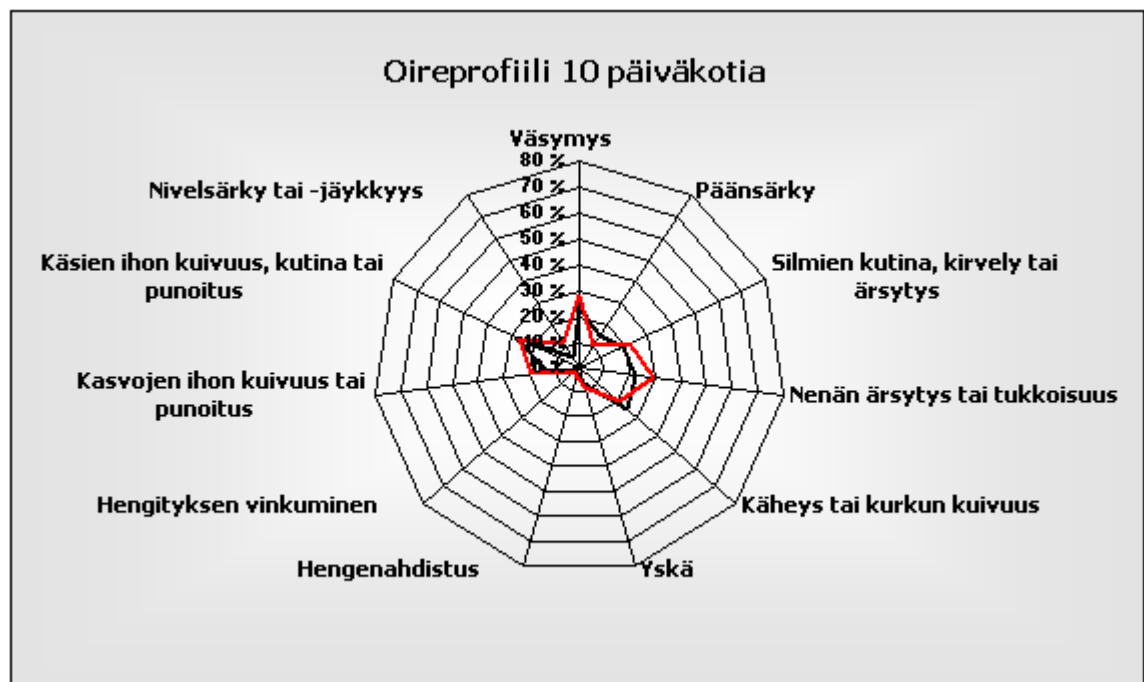 Oireprofiili 10 päiväkotia
Väsymys
80 %
70 %
60 %
50 %
40 %
30 %
20 %
10 %
0 %
Päänsärky
Silmien kutina, kirvely tai
ärsytys
Nenän ärsytys tai tukkoisuus
Käheys tai kurkun kuivuus
Yskä
Hengenahdistus
Hengityksen vinkuminen
Kasvojen ihon kuivuus tai
punoitus
Käsien ihon kuivuus, kutina tai
punoitus
Nivelsärky tai -jäykkyys